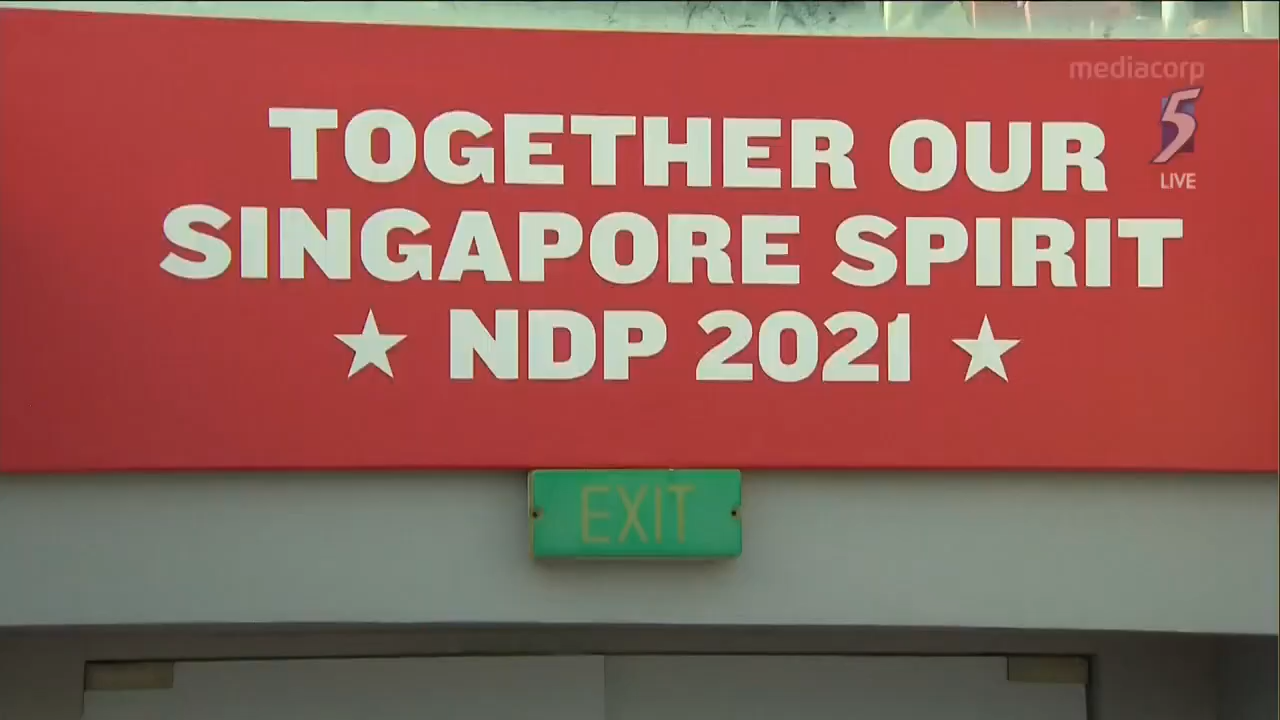 mediacorp
5
LIVE
TOGETHER OUR
SINGAPORE SPIRIT
★ NDP 2021 ★
EXIT